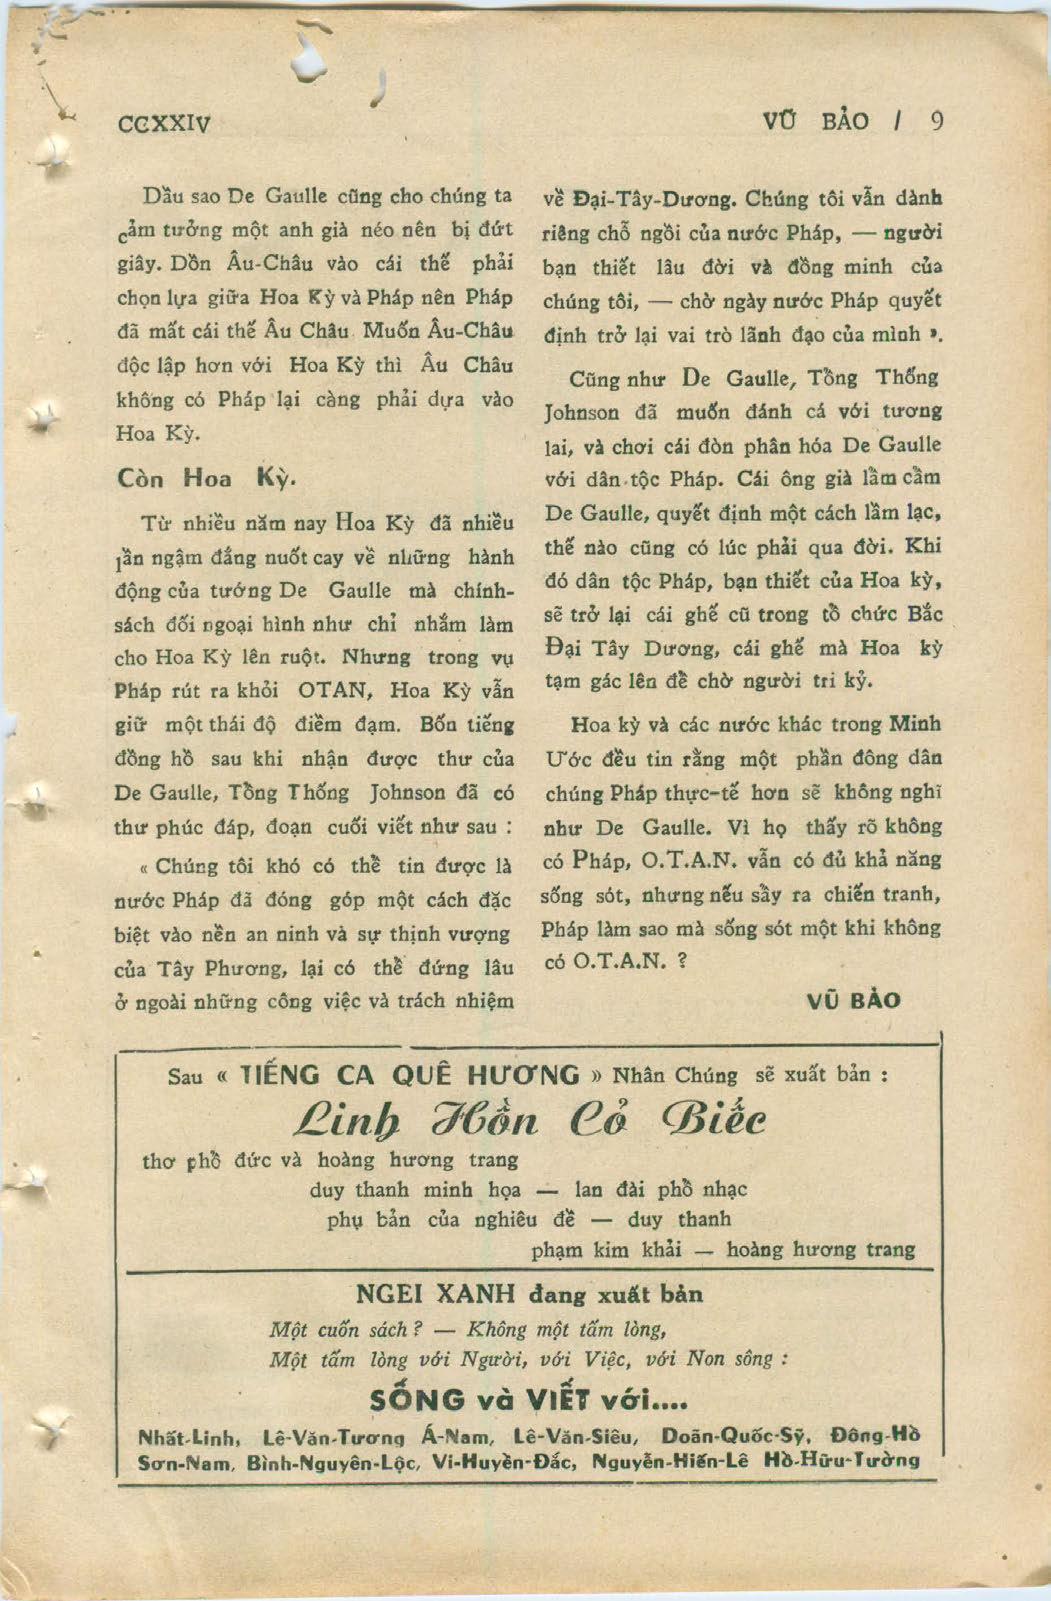 CCXXIV
VŨ BẢO / 9
Dầu sao De Gaulle cũng cho chúng ta
cảm tưởng một anh già néo nên bị đứt
giây. Dồn Âu-Châu vào cái thế phải
chọn lựa giữa Hoa Kỳ và Pháp nên Pháp
đã mất cái thế Âu Châu. Muốn Âu-Châu
độc lập hơn với Hoa Kỳ thì Âu Châu
không có Pháp lại càng phải dựa vào
Hoa Kỳ.
Còn Hoa Kỳ.
Từ nhiều năm nay Hoa Kỳ đã nhiều
lần ngậm đắng nuốt cay về những hành
động của tướng De Gaulle mà chính-
sách đối ngoại hình như chỉ nhắm làm
cho Hoa Kỳ lên ruột. Nhưng trong vụ
Pháp rút ra khỏi OTAN, Hoa Kỳ vẫn
giữ một thái độ điềm đạm. Bốn tiếng
đồng hồ sau khi nhận được thư của
De Gaulle, Tồng Thống Johnson đã có
thư phúc đáp, đoạn cuối viết như sau :
« Chúng tôi khó có thề tin được là
nước Pháp đã đóng góp một cách đặc
biệt vào nền an ninh và sự thịnh vượng
của Tây Phương, lại có thề đứng lâu
ở ngoài những công việc và trách nhiệm
về Đại-Tây-Dương. Chúng tôi vẫn dành
riêng chỗ ngồi của nước Pháp, — người
bạn thiết lâu đời và đồng minh của
chúng tôi, — chờ ngày nước Pháp quyết
định trở lại vai trò lãnh đạo của mình ».
Cũng như De Gaulle, Tồng Thống
Johnson đã muốn đánh cá với tương
lai, và chơi cái đòn phân hóa De Gaulle
với dân tộc Pháp. Cái ông già lầm cầm
De Gaulle, quyết định một cách lầm lạc,
thế nào cũng có lúc phải qua đời. Khi
đó dân tộc Pháp, bạn thiết của Hoa kỳ,
sẽ trở lại cái ghế cũ trong tồ chức Bắc
Đại Tây Dương, cái ghế mà Hoa kỳ
tạm gác lên đề chờ người tri kỷ.
Hoa kỳ và các nước khác trong Minh
Ước đều tin rằng một phần đông dân
chúng Pháp thực-tế hơn sẽ không nghĩ
như De Gaulle. Vì họ thấy rõ không
có Pháp, O.T.A.N. vẫn có đủ khả năng
sống sót, nhưng nếu sầy ra chiến tranh,
Pháp làm sao mà sống sót một khi không
có O.T.A.N. ?
VŨ BẢO
Sau « TIẾNG CA QUÊ HƯƠNG » Nhân Chúng sẽ xuất bản :
Linh Hồn Cỏ Biếc
thơ phồ đức và hoàng hương trang
duy thanh minh họa — lan đài phồ nhạc
phụ bản của nghiêu đề — duy thanh
phạm kim khải — hoàng hương trang
NGEI XANH đang xuất bản
Một cuốn sách ? — Không một tấm lòng,
Một tấm lòng với Người, với Việc, với Non sông :
SỐNG và VIẾT với....
Nhất-Linh, Lê-Văn-Trương Á-Nam, Lê-Văn-Siêu, Doãn-Quốc-Sỹ, Đông-Hồ
Sơn-Nam, Bình-Nguyên-Lộc, Vi-Huyền-Đắc, Nguyễn-Hiến-Lê Hồ-Hữu-Tường